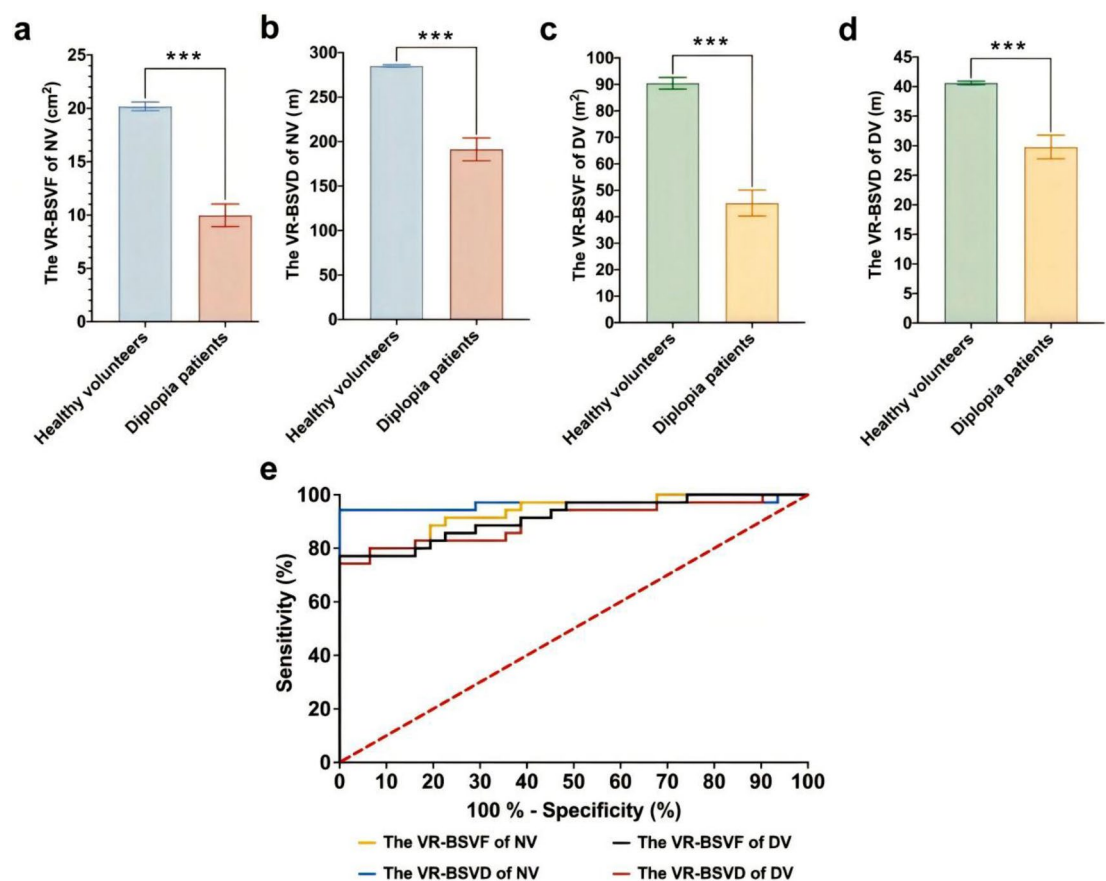 a
The VR-BSVF of NV (cm²)
25
20
15
10
5
0
***
Healthy volunteers
Diplopia patients
b
The VR-BSVD of NV (m)
300
250
200
150
100
50
0
***
Healthy volunteers
Diplopia patients
c
The VR-BSVF of DV (m²)
100
90
80
70
60
50
40
30
20
10
0
***
Healthy volunteers
Diplopia patients
d
The VR-BSVD of DV (m)
45
40
35
30
25
20
15
10
5
0
***
Healthy volunteers
Diplopia patients
e
Sensitivity (%)
100
80
60
40
20
0
0 10 20 30 40 50 60 70 80 90 100
100 % - Specificity (%)
The VR-BSVF of NV
The VR-BSVF of DV
The VR-BSVD of NV
The VR-BSVD of DV